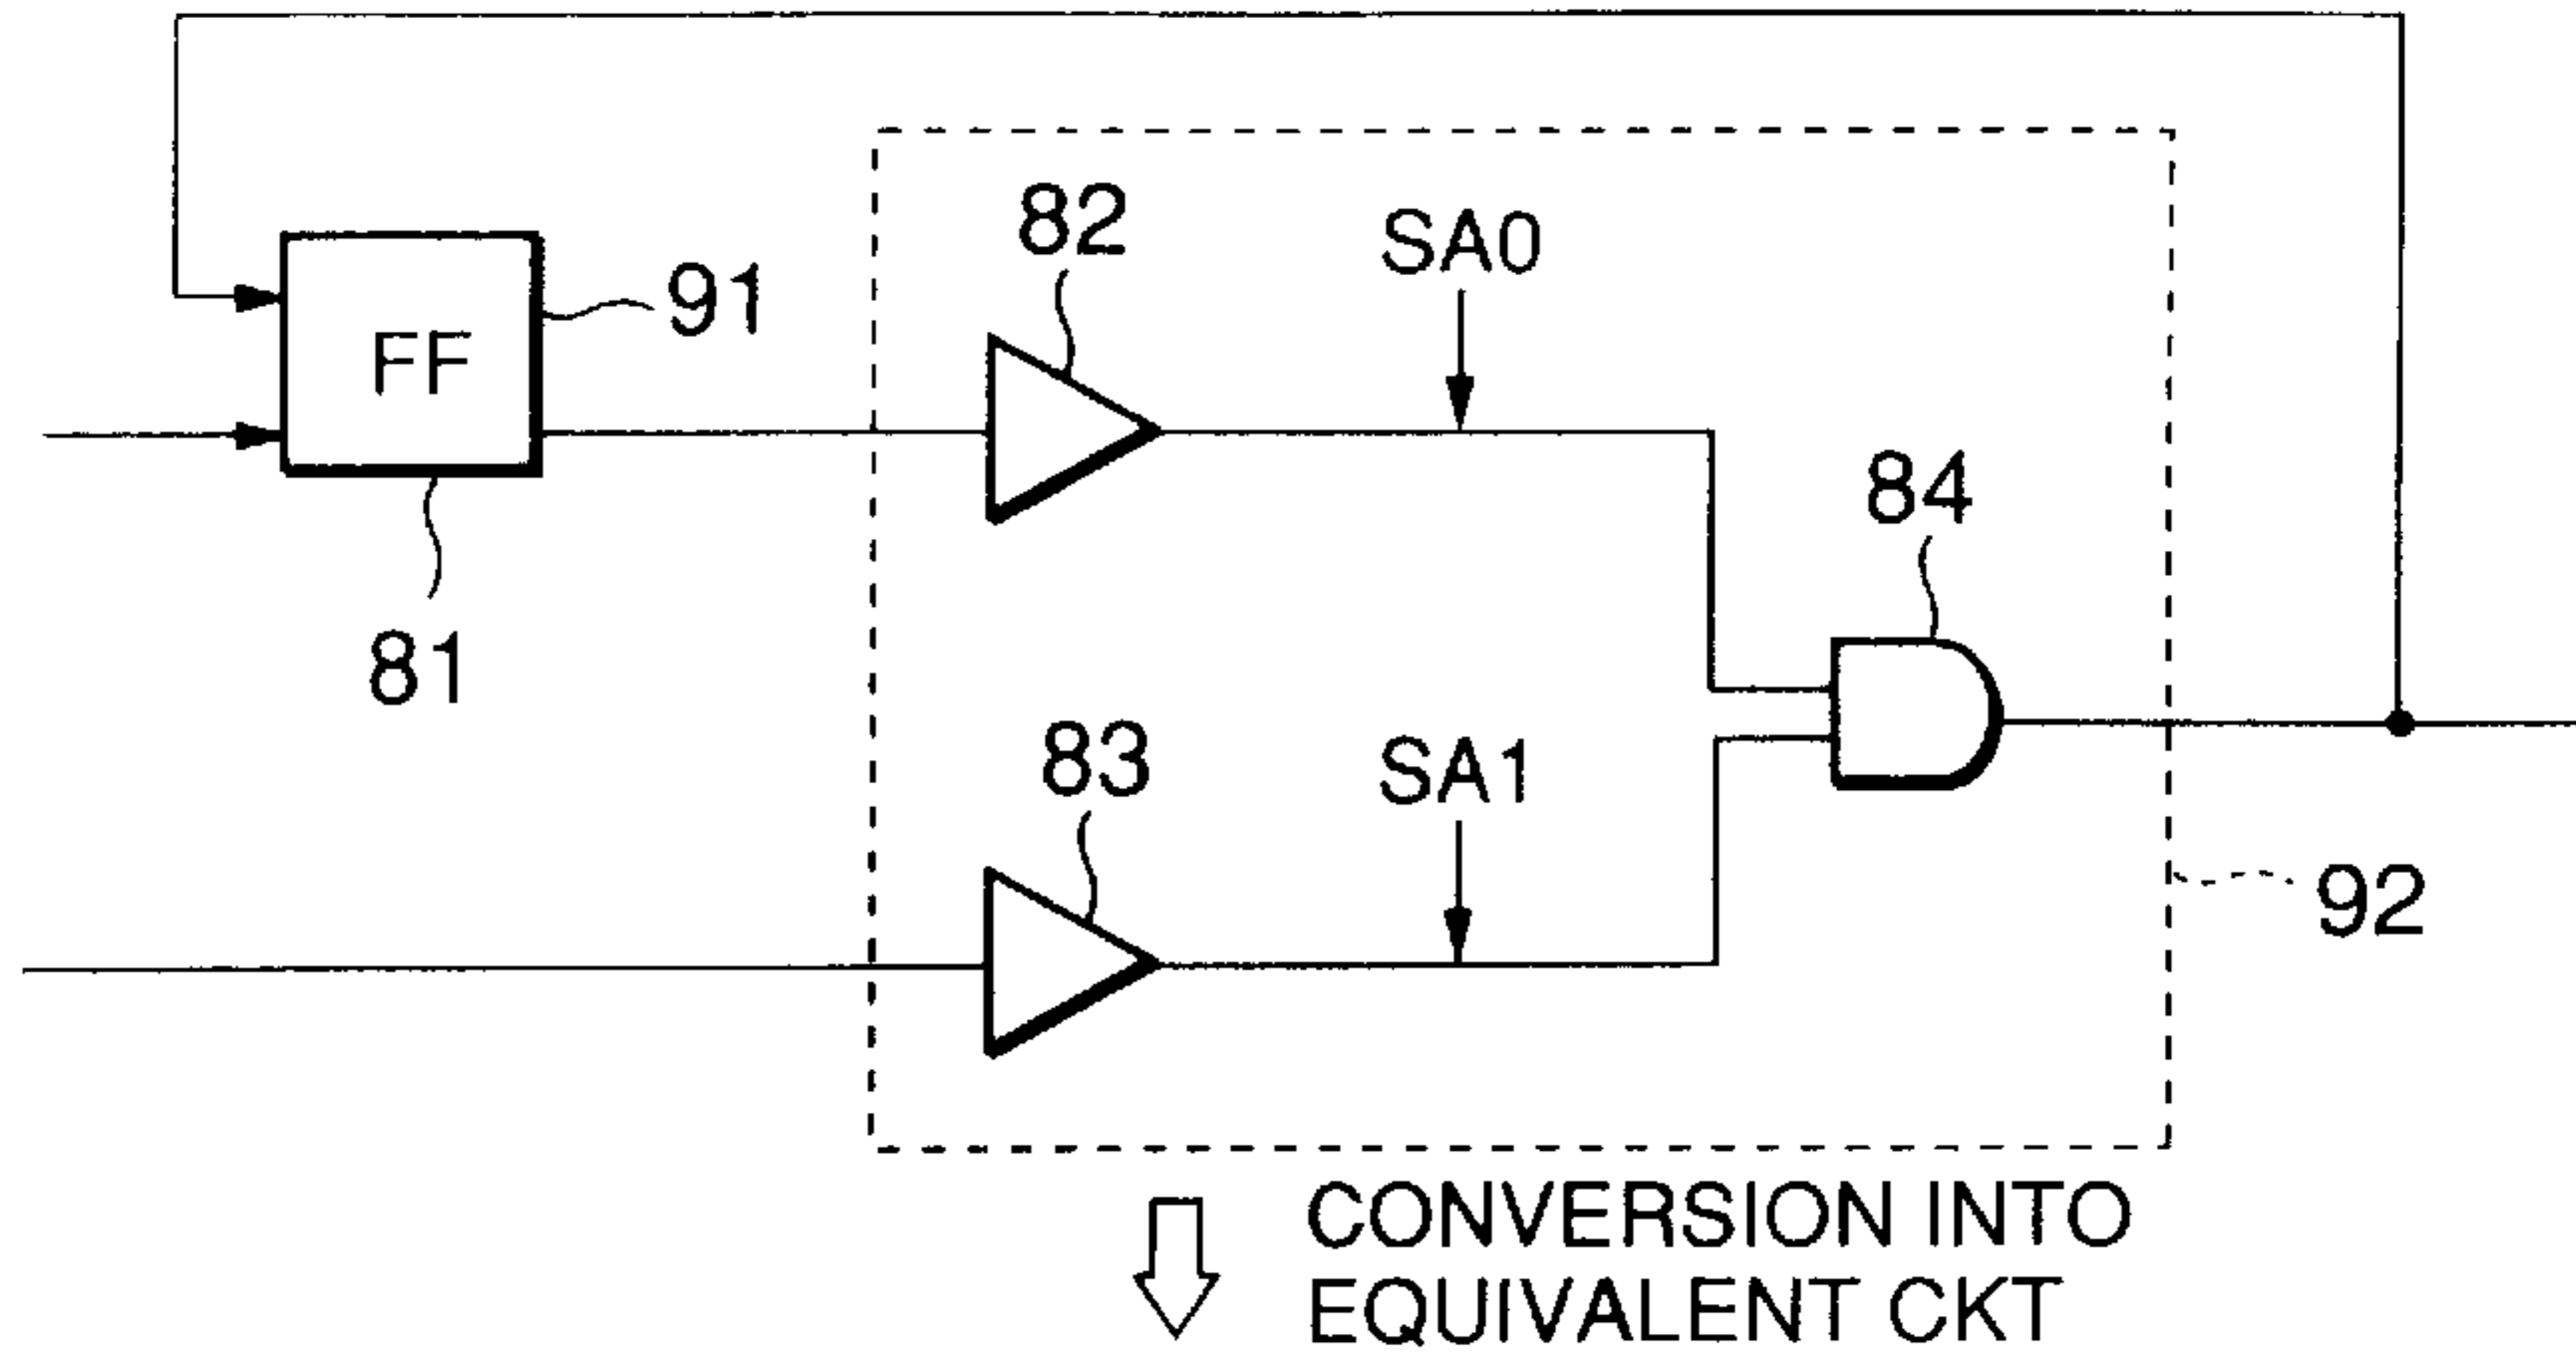 82
SA0
91
FF
84
81
83
SA1
92
CONVERSION INTO
EQUIVALENT CKT